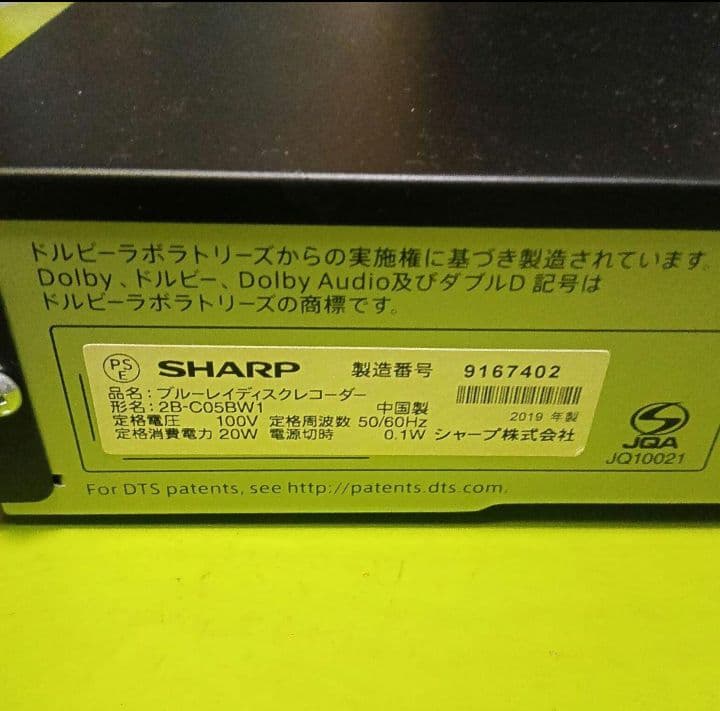 ドルビーラボラトリーズからの実施権に基づき製造されています。
Dolby、ドルビー、Dolby Audio及びダブルD 記号は
ドルビーラボラトリーズの商標です。
PS
E
SHARP 製造番号 9167402
品名：ブルーレイディスクレコーダー
形名：2B-C05BW1 中国製 2019 年製
定格電圧 100V 定格周波数 50/60Hz
定格消費電力 20W 電源切時 0.1W シャープ株式会社
JQA
JQ10021
For DTS patents, see http://patents.dts.com.